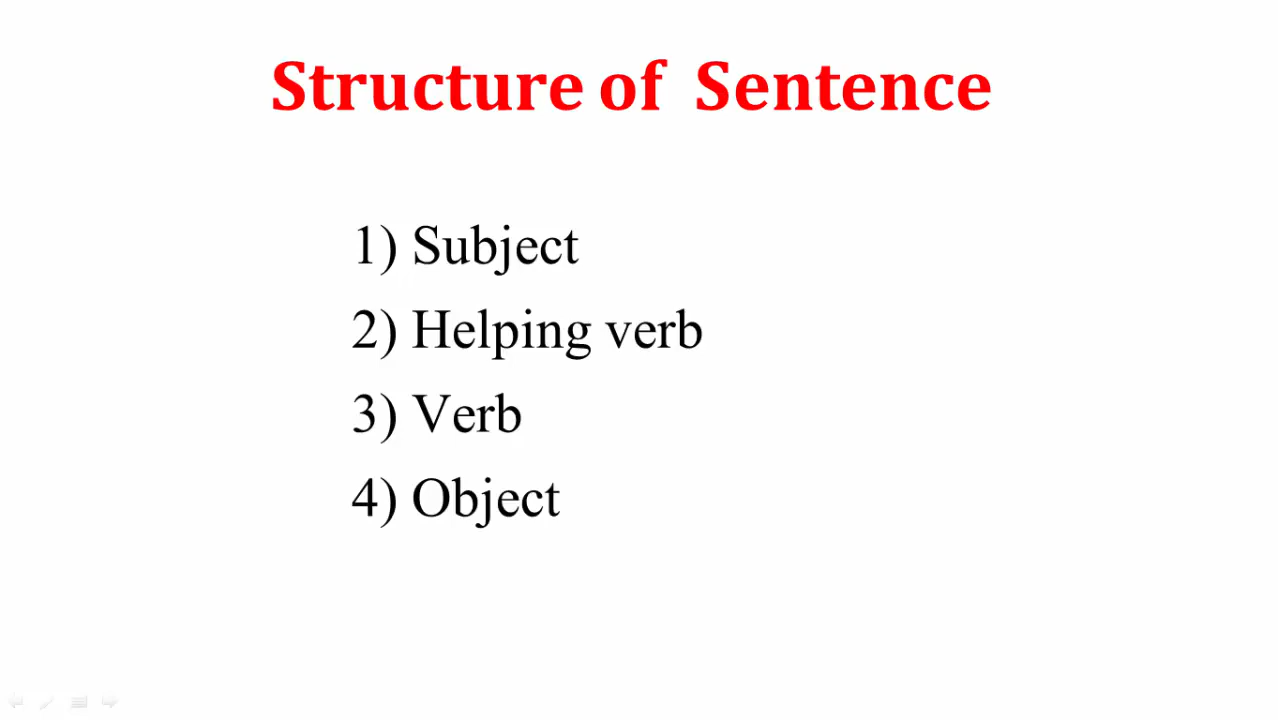 Structure of Sentence
1) Subject
2) Helping verb
3) Verb
4) Object